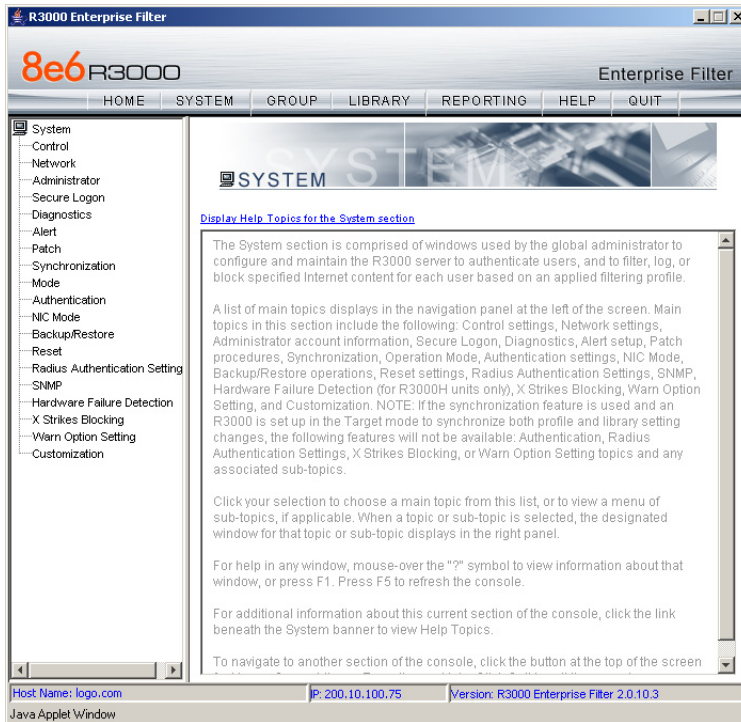 R3000 Enterprise Filter
8e6 R3000
Enterprise Filter
HOME SYSTEM GROUP LIBRARY REPORTING HELP QUIT
System
Control
Network
Administrator
Secure Logon
Diagnostics
Alert
Patch
Synchronization
Mode
Authentication
NIC Mode
Backup/Restore
Reset
Radius Authentication Setting
SNMP
Hardware Failure Detection
X Strikes Blocking
Warn Option Setting
Customization
SYSTEM
SYSTEM
Display Help Topics for the System section
The System section is comprised of windows used by the global administrator to
configure and maintain the R3000 server to authenticate users, and to filter, log, or
block specified Internet content for each user based on an applied filtering profile.
A list of main topics displays in the navigation panel at the left of the screen. Main
topics in this section include the following: Control settings, Network settings,
Administrator account information, Secure Logon, Diagnostics, Alert setup, Patch
procedures, Synchronization, Operation Mode, Authentication settings, NIC Mode,
Backup/Restore operations, Reset settings, Radius Authentication Settings, SNMP,
Hardware Failure Detection (for R3000H units only), X Strikes Blocking, Warn Option
Setting, and Customization. NOTE: If the synchronization feature is used and an
R3000 is set up in the Target mode to synchronize both profile and library setting
changes, the following features will not be available: Authentication, Radius
Authentication Settings, X Strikes Blocking, or Warn Option Setting topics and any
associated sub-topics.
Click your selection to choose a main topic from this list, or to view a menu of
sub-topics, if applicable. When a topic or sub-topic is selected, the designated
window for that topic or sub-topic displays in the right panel.
For help in any window, mouse-over the "?" symbol to view information about that
window, or press F1. Press F5 to refresh the console.
For additional information about this current section of the console, click the link
beneath the System banner to view Help Topics.
To navigate to another section of the console, click the button at the top of the screen
Host Name: logo.com
IP: 200.10.100.75
Version: R3000 Enterprise Filter 2.0.10.3
Java Applet Window